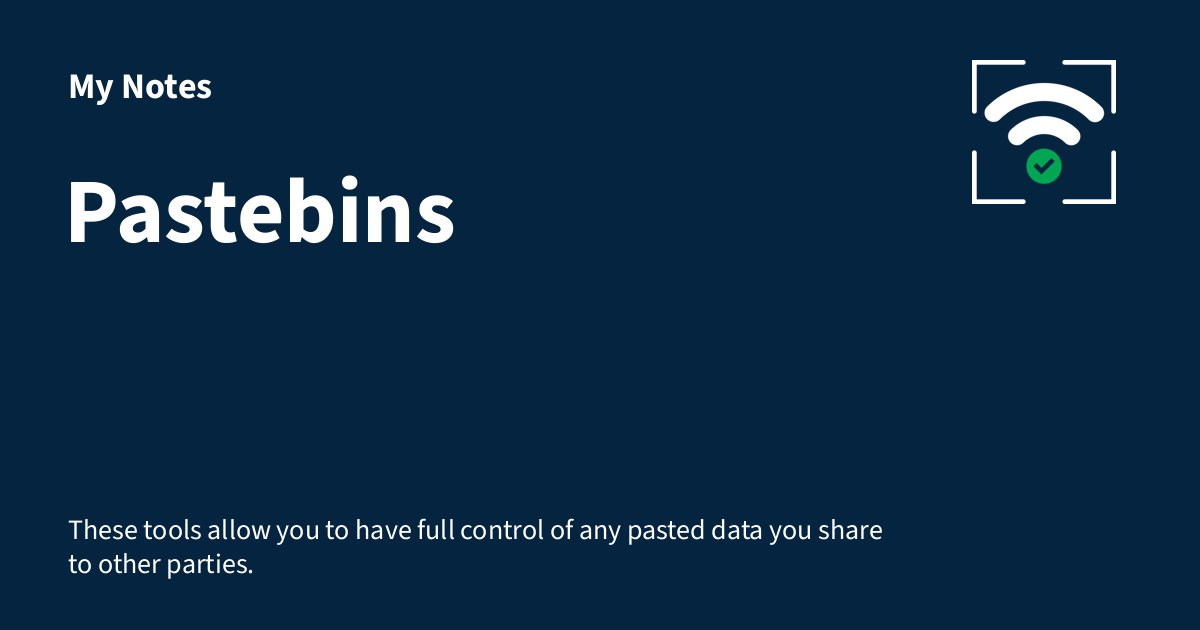 My Notes
Pastebins
These tools allow you to have full control of any pasted data you share
to other parties.